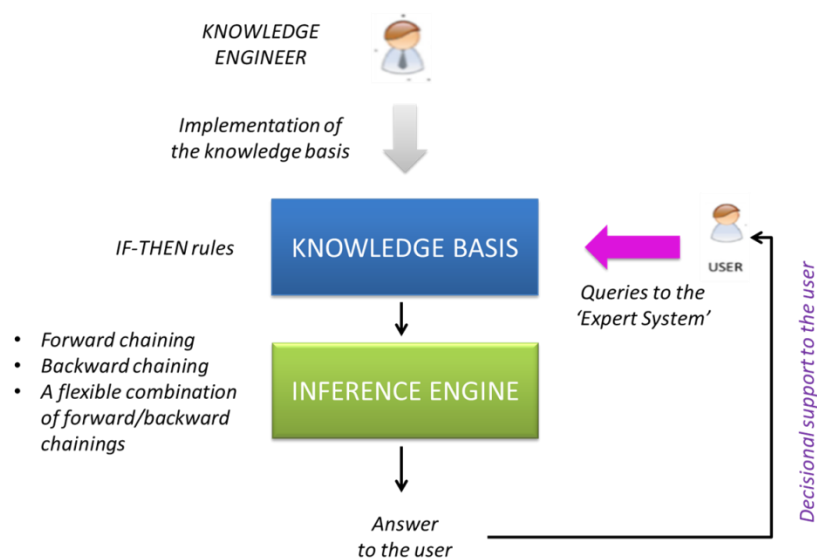 KNOWLEDGE
ENGINEER
Implementation of
the knowledge basis
IF-THEN rules
KNOWLEDGE BASIS
USER
Queries to the
‘Expert System’
• Forward chaining
• Backward chaining
• A flexible combination
of forward/backward
chainings
INFERENCE ENGINE
Answer
to the user
Decisional support to the user